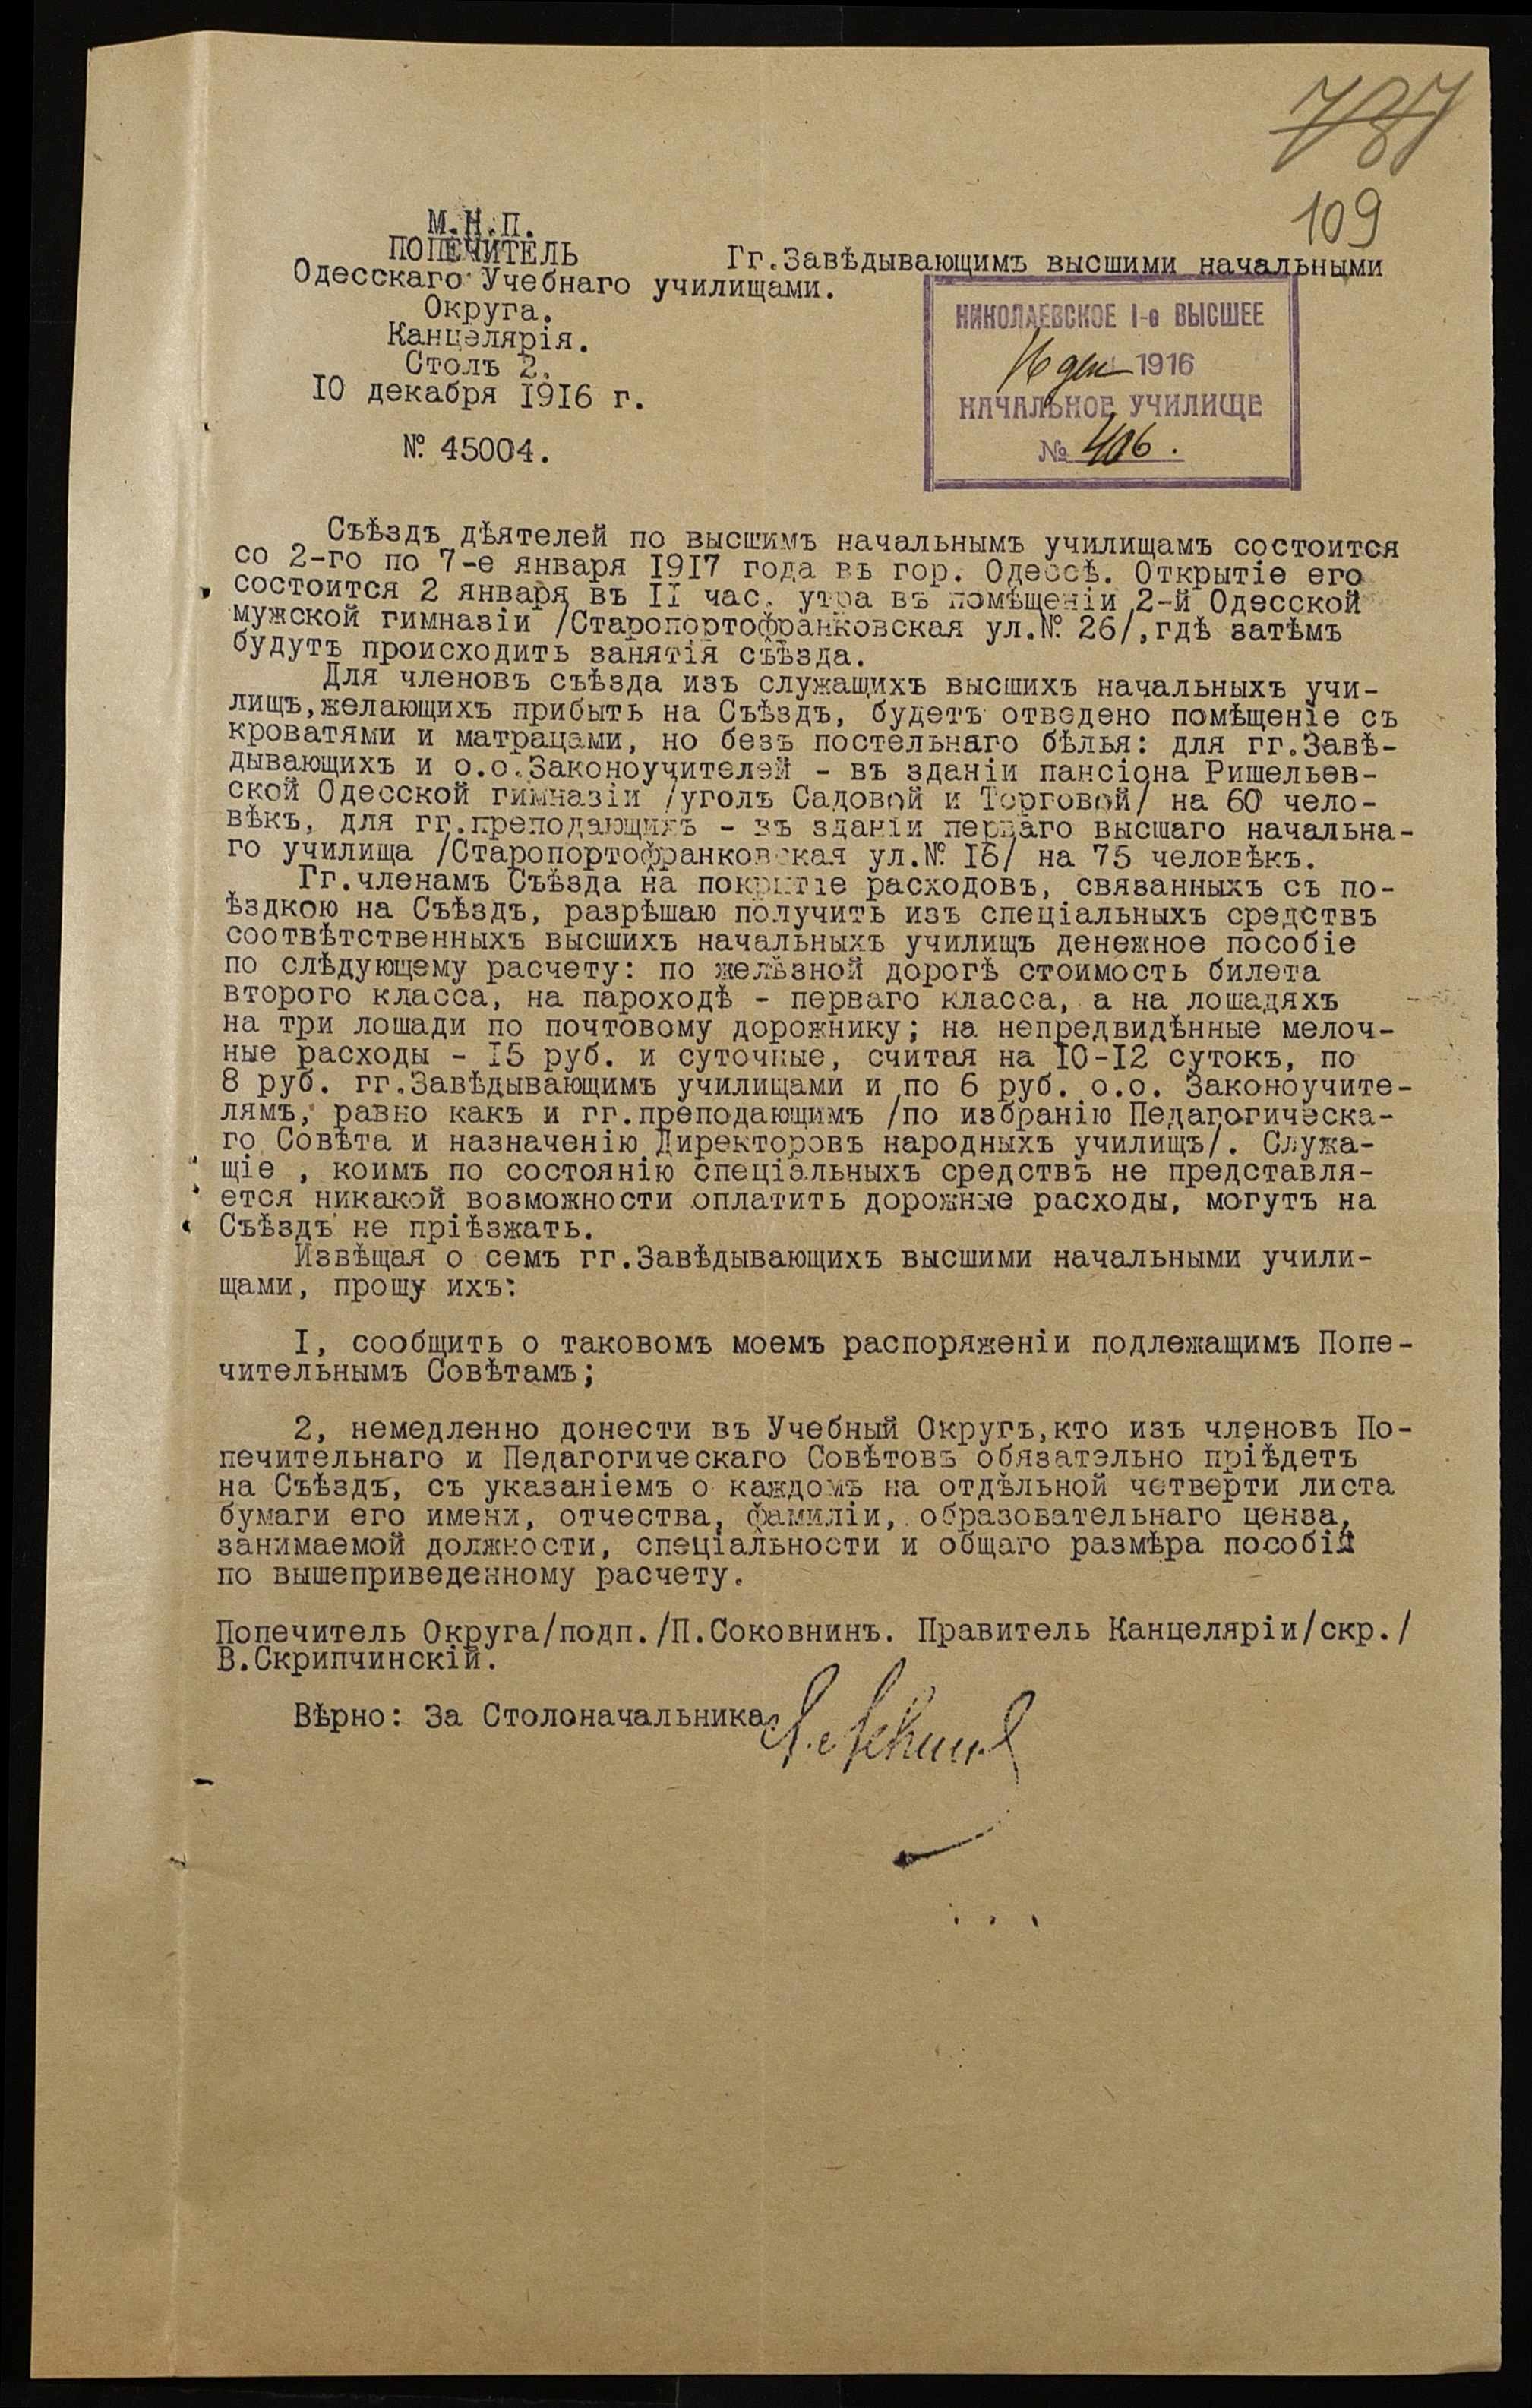 787
109
М.Н.П.
ПОПЕЧИТЕЛЬ
Одесскаго Учебнаго
Округа.
Канцелярія.
Столъ 2.
10 декабря 1916 г.
№ 45004.
Гг.Завѣдывающимъ высшими начальными
училищами.
НИКОЛАЕВСКОЕ 1-е ВЫСШЕЕ
16 дек 1916
НАЧАЛЬНОЕ УЧИЛИЩЕ
№ 406.
Съѣздъ дѣятелей по высшимъ начальнымъ училищамъ состоится
со 2-го по 7-е января 1917 года въ гор. Одессѣ. Открытіе его
состоится 2 января въ 11 час. утра въ помѣщеніи 2-й Одесской
мужской гимназіи /Старопортофранковская ул.№ 26/,гдѣ затѣмъ
будутъ происходить занятія съѣзда.
Для членовъ съѣзда изъ служащихъ высшихъ начальныхъ учи-
лищъ,желающихъ прибыть на Съѣздъ, будетъ отведено помѣщеніе съ
кроватями и матрацами, но безъ постельнаго бѣлья: для гг.Завѣ-
дывающихъ и о.о.Законоучителей - въ зданіи пансіона Ришельев-
ской Одесской гимназіи /уголъ Садовой и Торговой/ на 60 чело-
вѣкъ, для гг.преподающихъ - въ зданіи перваго высшаго начальна-
го училища /Старопортофранковская ул.№ 16/ на 75 человѣкъ.
Гг.членамъ Съѣзда на покрытіе расходовъ, связанныхъ съ по-
ѣздкою на Съѣздъ, разрѣшаю получить изъ спеціальныхъ средствъ
соотвѣтственныхъ высшихъ начальныхъ училищъ денежное пособіе
по слѣдующему расчету: по желѣзной дорогѣ стоимость билета
второго класса, на пароходѣ - перваго класса, а на лошадяхъ
на три лошади по почтовому дорожнику; на непредвидѣнные мелоч-
ные расходы - 15 руб. и суточные, считая на 10-12 сутокъ, по
8 руб. гг.Завѣдывающимъ училищами и по 6 руб. о.о. Законоучите-
лямъ, равно какъ и гг.преподающимъ /по избранію Педагогическа-
го Совѣта и назначенію Директоровъ народныхъ училищъ/. Служа-
щіе , коимъ по состоянію спеціальныхъ средствъ не представля-
ется никакой возможности оплатить дорожные расходы, могутъ на
Съѣздъ не пріѣзжать.
Извѣщая о семъ гг.Завѣдывающихъ высшими начальными учили-
щами, прошу ихъ:
1, сообщить о таковомъ моемъ распоряженіи подлежащимъ Попе-
чительнымъ Совѣтамъ;
2, немедленно донести въ Учебный Округъ,кто изъ членовъ По-
печительнаго и Педагогическаго Совѣтовъ обязательно пріѣдетъ
на Съѣздъ, съ указаніемъ о каждомъ на отдѣльной четверти листа
бумаги его имени, отчества, фамиліи, образовательнаго ценза,
занимаемой должности, спеціальности и общаго размѣра пособій
по вышеприведенному расчету.
Попечитель Округа/подп./П.Соковнинъ. Правитель Канцеляріи/скр./
В.Скрипчинскій.
Вѣрно: За Столоначальника